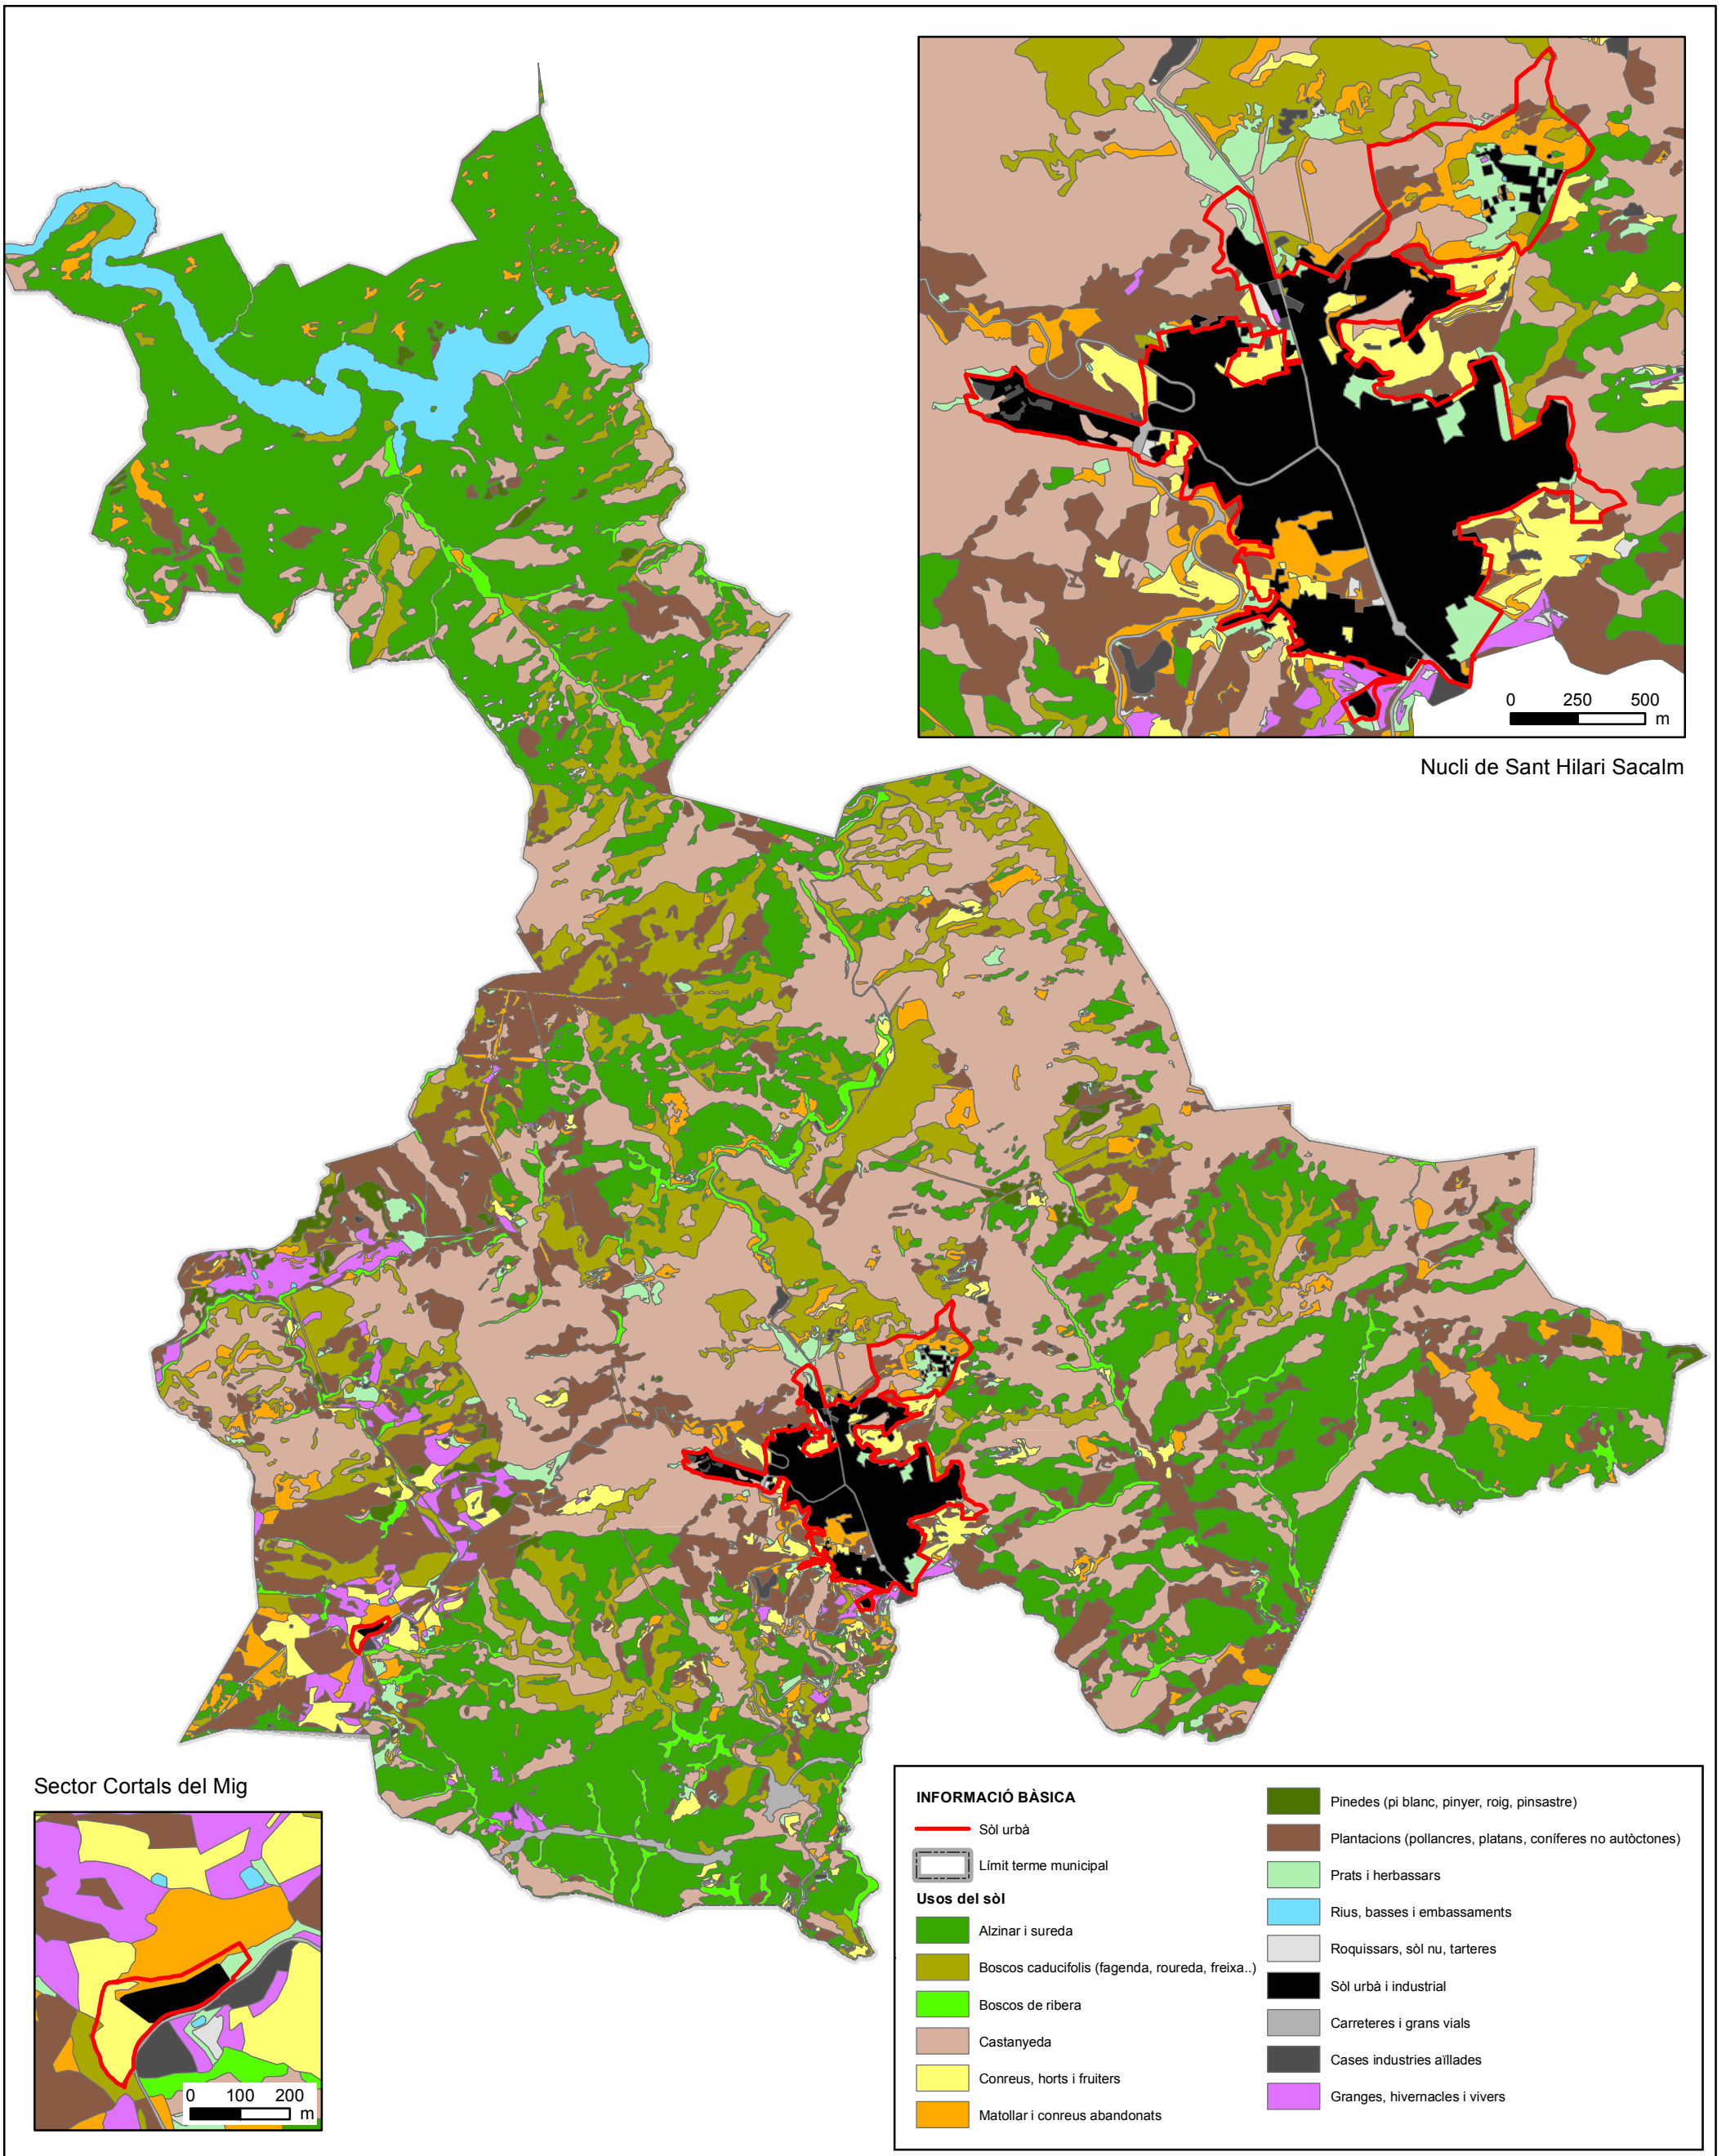 0 250 500
m
Nucli de Sant Hilari Sacalm
Sector Cortals del Mig
0 100 200
m
INFORMACIÓ BÀSICA
Sòl urbà
Límit terme municipal
Usos del sòl
Alzinar i sureda
Boscos caducifolis (fagenda, roureda, freixa..)
Boscos de ribera
Castanyeda
Conreus, horts i fruiters
Matollar i conreus abandonats
Pinedes (pi blanc, pinyer, roig, pinsastre)
Plantacions (pollancres, platans, coníferes no autòctones)
Prats i herbassars
Rius, basses i embassaments
Roquissars, sòl nu, tarteres
Sòl urbà i industrial
Carreteres i grans vials
Cases industries aïllades
Granges, hivernacles i vivers